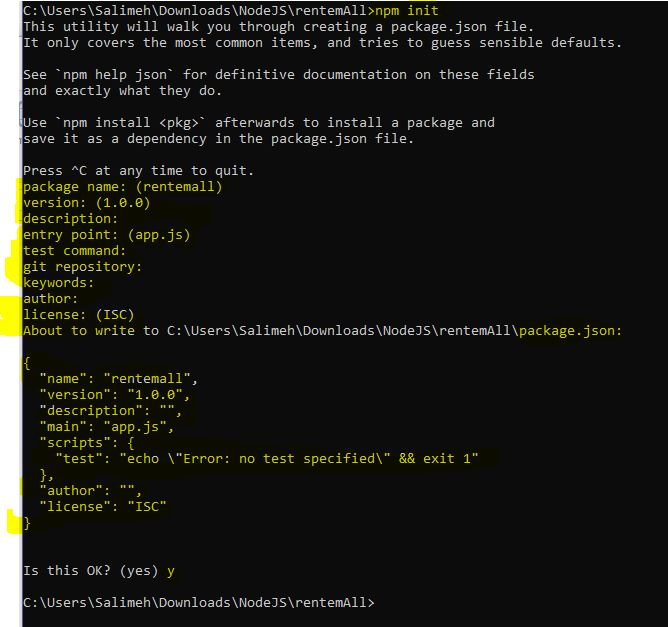 C:\Users\Salimeh\Downloads\NodeJS\rentemAll>npm init
This utility will walk you through creating a package.json file.
It only covers the most common items, and tries to guess sensible defaults.
See `npm help json` for definitive documentation on these fields
and exactly what they do.
Use `npm install <pkg>` afterwards to install a package and
save it as a dependency in the package.json file.
Press ^C at any time to quit.
package name: (rentemall)
version: (1.0.0)
description:
entry point: (app.js)
test command:
git repository:
keywords:
author:
license: (ISC)
About to write to C:\Users\Salimeh\Downloads\NodeJS\rentemAll\package.json:
{
  "name": "rentemall",
  "version": "1.0.0",
  "description": "",
  "main": "app.js",
  "scripts": {
    "test": "echo \"Error: no test specified\" && exit 1"
  },
  "author": "",
  "license": "ISC"
}
Is this OK? (yes) y
C:\Users\Salimeh\Downloads\NodeJS\rentemAll>